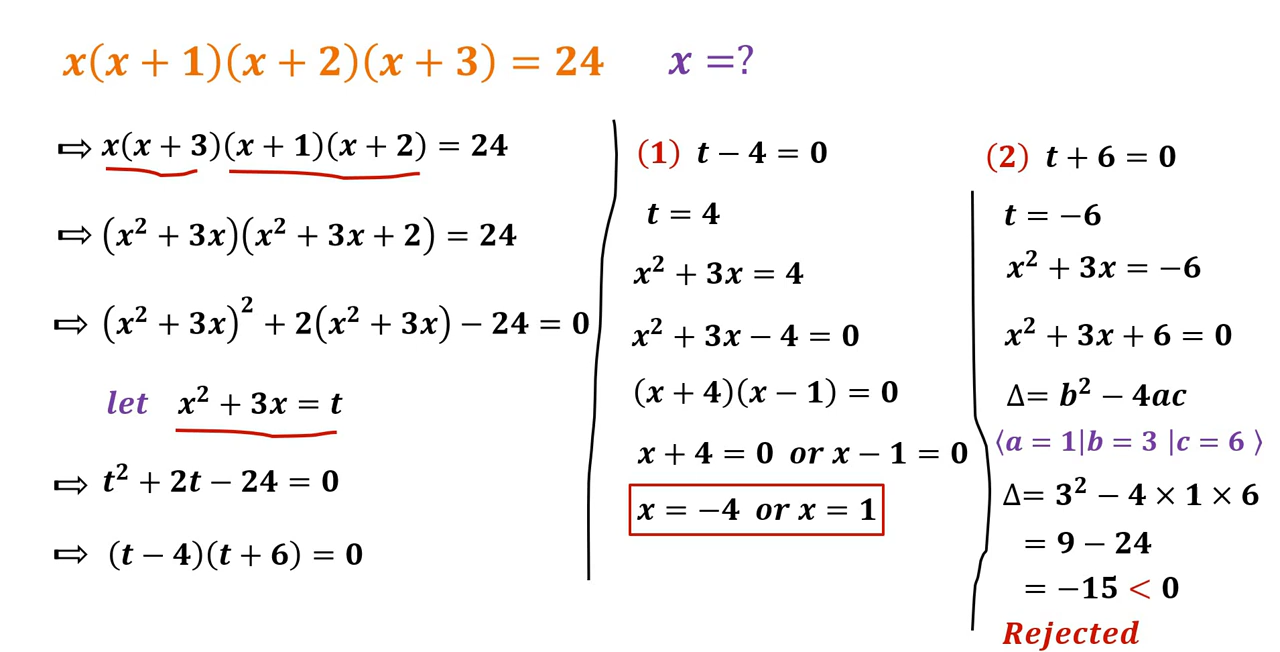 x(x + 1)(x + 2)(x + 3) = 24 x =?
⇨ x(x + 3)(x + 1)(x + 2) = 24
⇨ (x² + 3x)(x² + 3x + 2) = 24
⇨ (x² + 3x)² + 2(x² + 3x) − 24 = 0
let x² + 3x = t
⇨ t² + 2t − 24 = 0
⇨ (t − 4)(t + 6) = 0
(1) t − 4 = 0
t = 4
x² + 3x = 4
x² + 3x − 4 = 0
(x + 4)(x − 1) = 0
x + 4 = 0 or x − 1 = 0
x = −4 or x = 1
(2) t + 6 = 0
t = −6
x² + 3x = −6
x² + 3x + 6 = 0
Δ= b² − 4ac
⟨a = 1|b = 3 |c = 6 ⟩
Δ= 3² − 4 × 1 × 6
= 9 − 24
= −15 < 0
Rejected